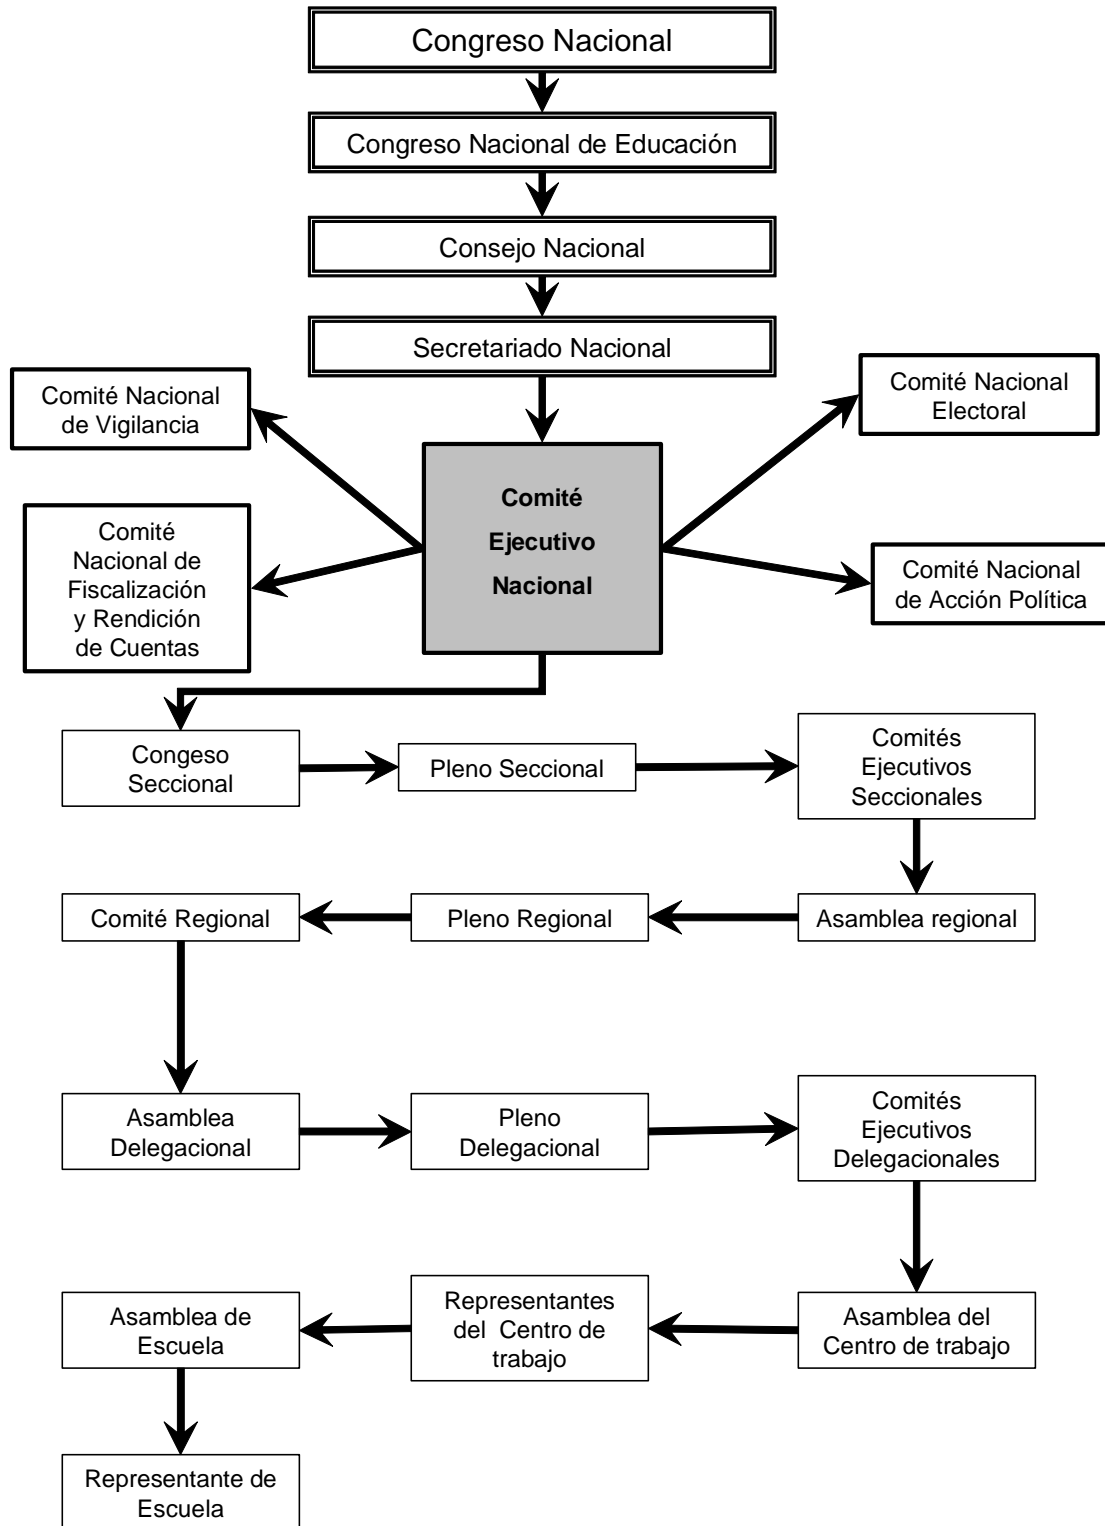 Congreso Nacional
Congreso Nacional de Educación
Consejo Nacional
Secretariado Nacional
Comité Nacional
de Vigilancia
Comité Nacional
Electoral
Comité
Ejecutivo
Nacional
Comité
Nacional de
Fiscalización
y Rendición
de Cuentas
Comité Nacional
de Acción Política
Congeso
Seccional
Pleno Seccional
Comités
Ejecutivos
Seccionales
Comité Regional
Pleno Regional
Asamblea regional
Asamblea
Delegacional
Pleno
Delegacional
Comités
Ejecutivos
Delegacionales
Asamblea de
Escuela
Representantes
del Centro de
trabajo
Asamblea del
Centro de trabajo
Representante de
Escuela